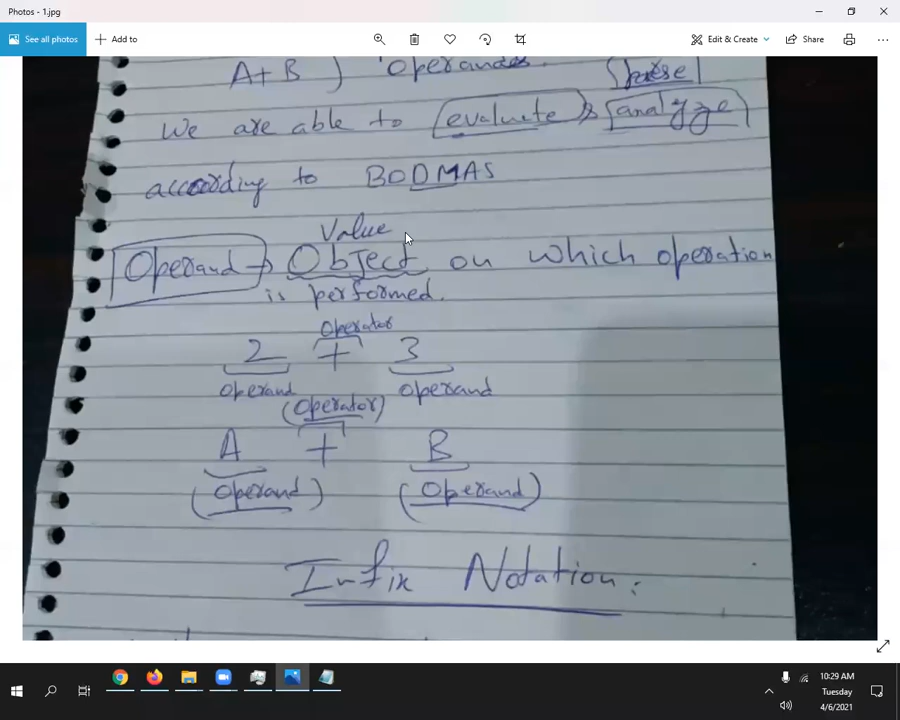 Photos - 1.jpg
See all photos
Add to
Edit & Create
Share
A+B } Operandes. (Parse)
We are able to evaluate & analyze
according to BODMAS
Value
Operand → Object on which operation
is performed.
Operator
2 + 3
operand operand
(Operator)
A + B
(Operand) (Operand)
Infix Notation:
10:29 AM
Tuesday
4/6/2021